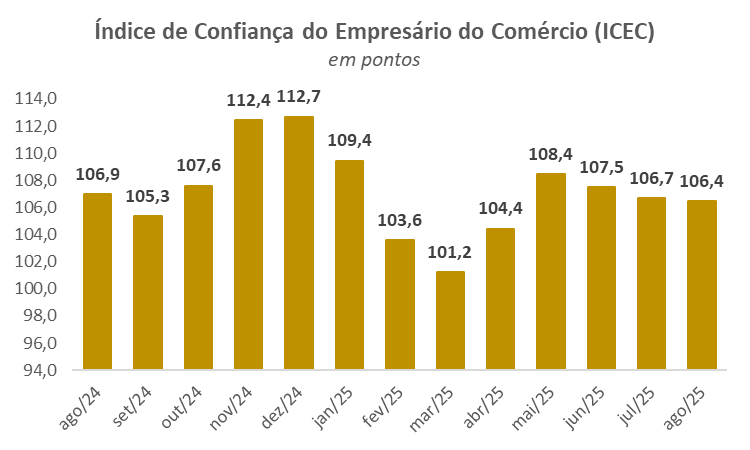 Índice de Confiança do Empresário do Comércio (ICEC)
em pontos
114,0
112,0
110,0
108,0
106,0
104,0
102,0
100,0
98,0
96,0
94,0
106,9
105,3
107,6
112,4
112,7
109,4
103,6
101,2
104,4
108,4
107,5
106,7
106,4
ago/24
set/24
out/24
nov/24
dez/24
jan/25
fev/25
mar/25
abr/25
mai/25
jun/25
jul/25
ago/25